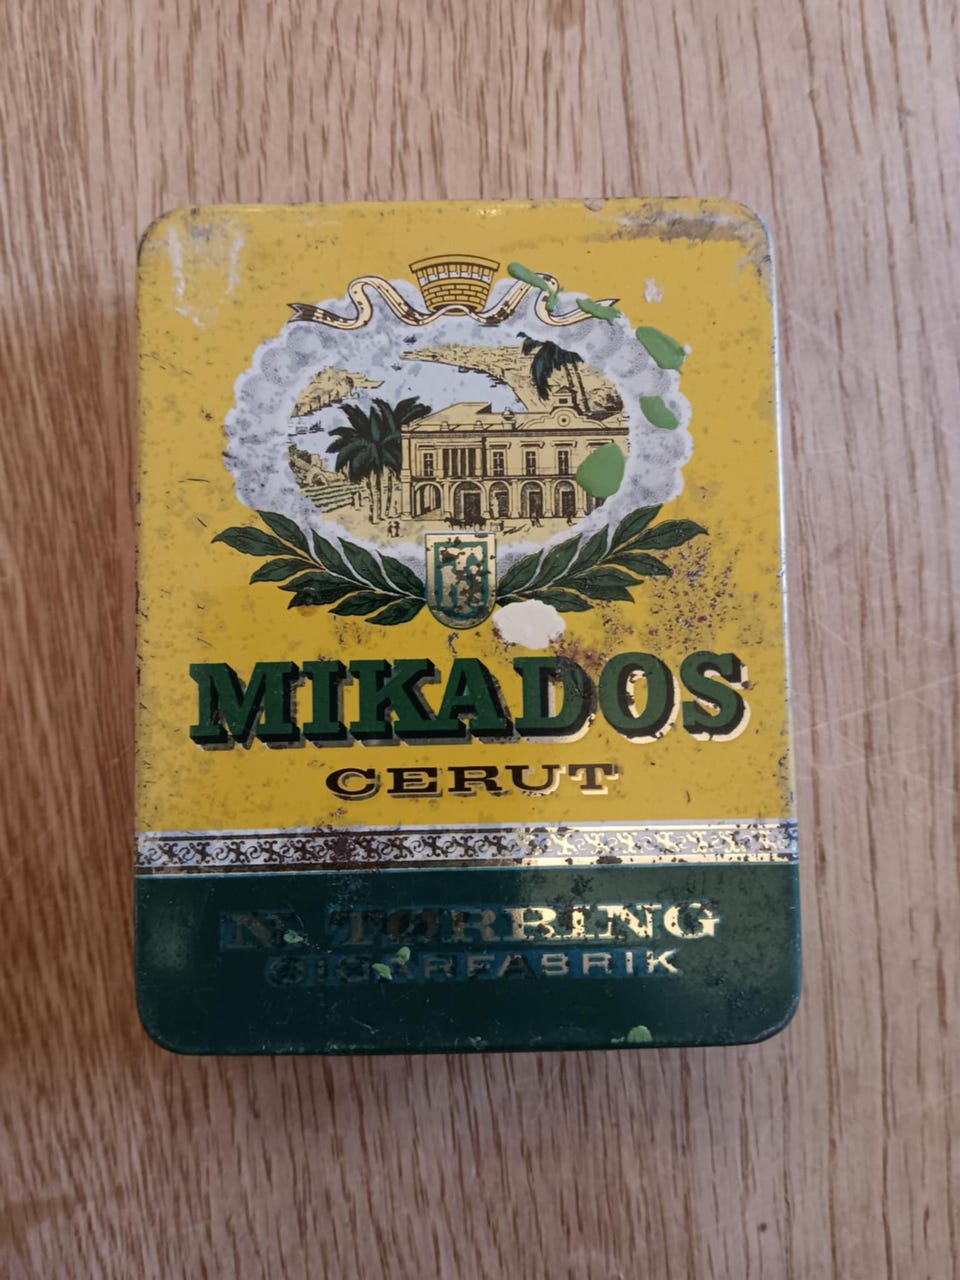 MIKADOS
CERUT
N. TØRRING
CIGARFABRIK